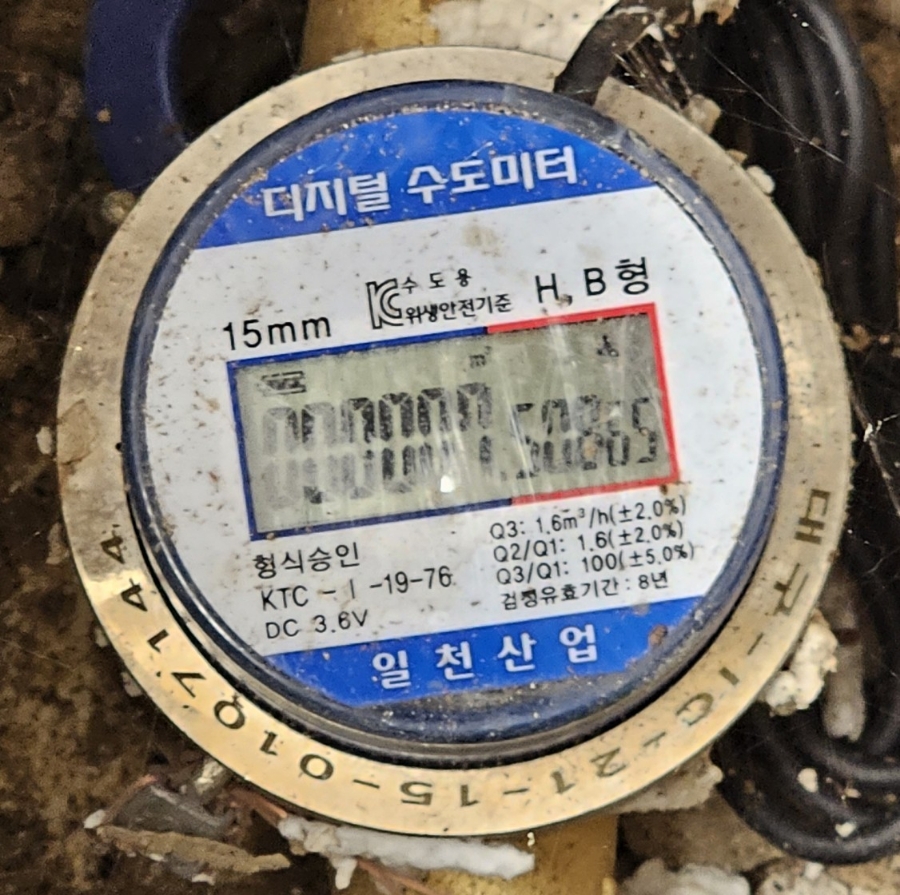 디지털 수도미터
수도용
위생안전기준
15mm
H, B형
m³
형식승인
KTC - I -19-76
DC 3.6V
Q3: 1.6m³/h(±2.0%)
Q2/Q1: 1.6(±2.0%)
Q3/Q1: 100(±5.0%)
검정유효기간 : 8년
일천산업
대구-IC-21-15-0107144